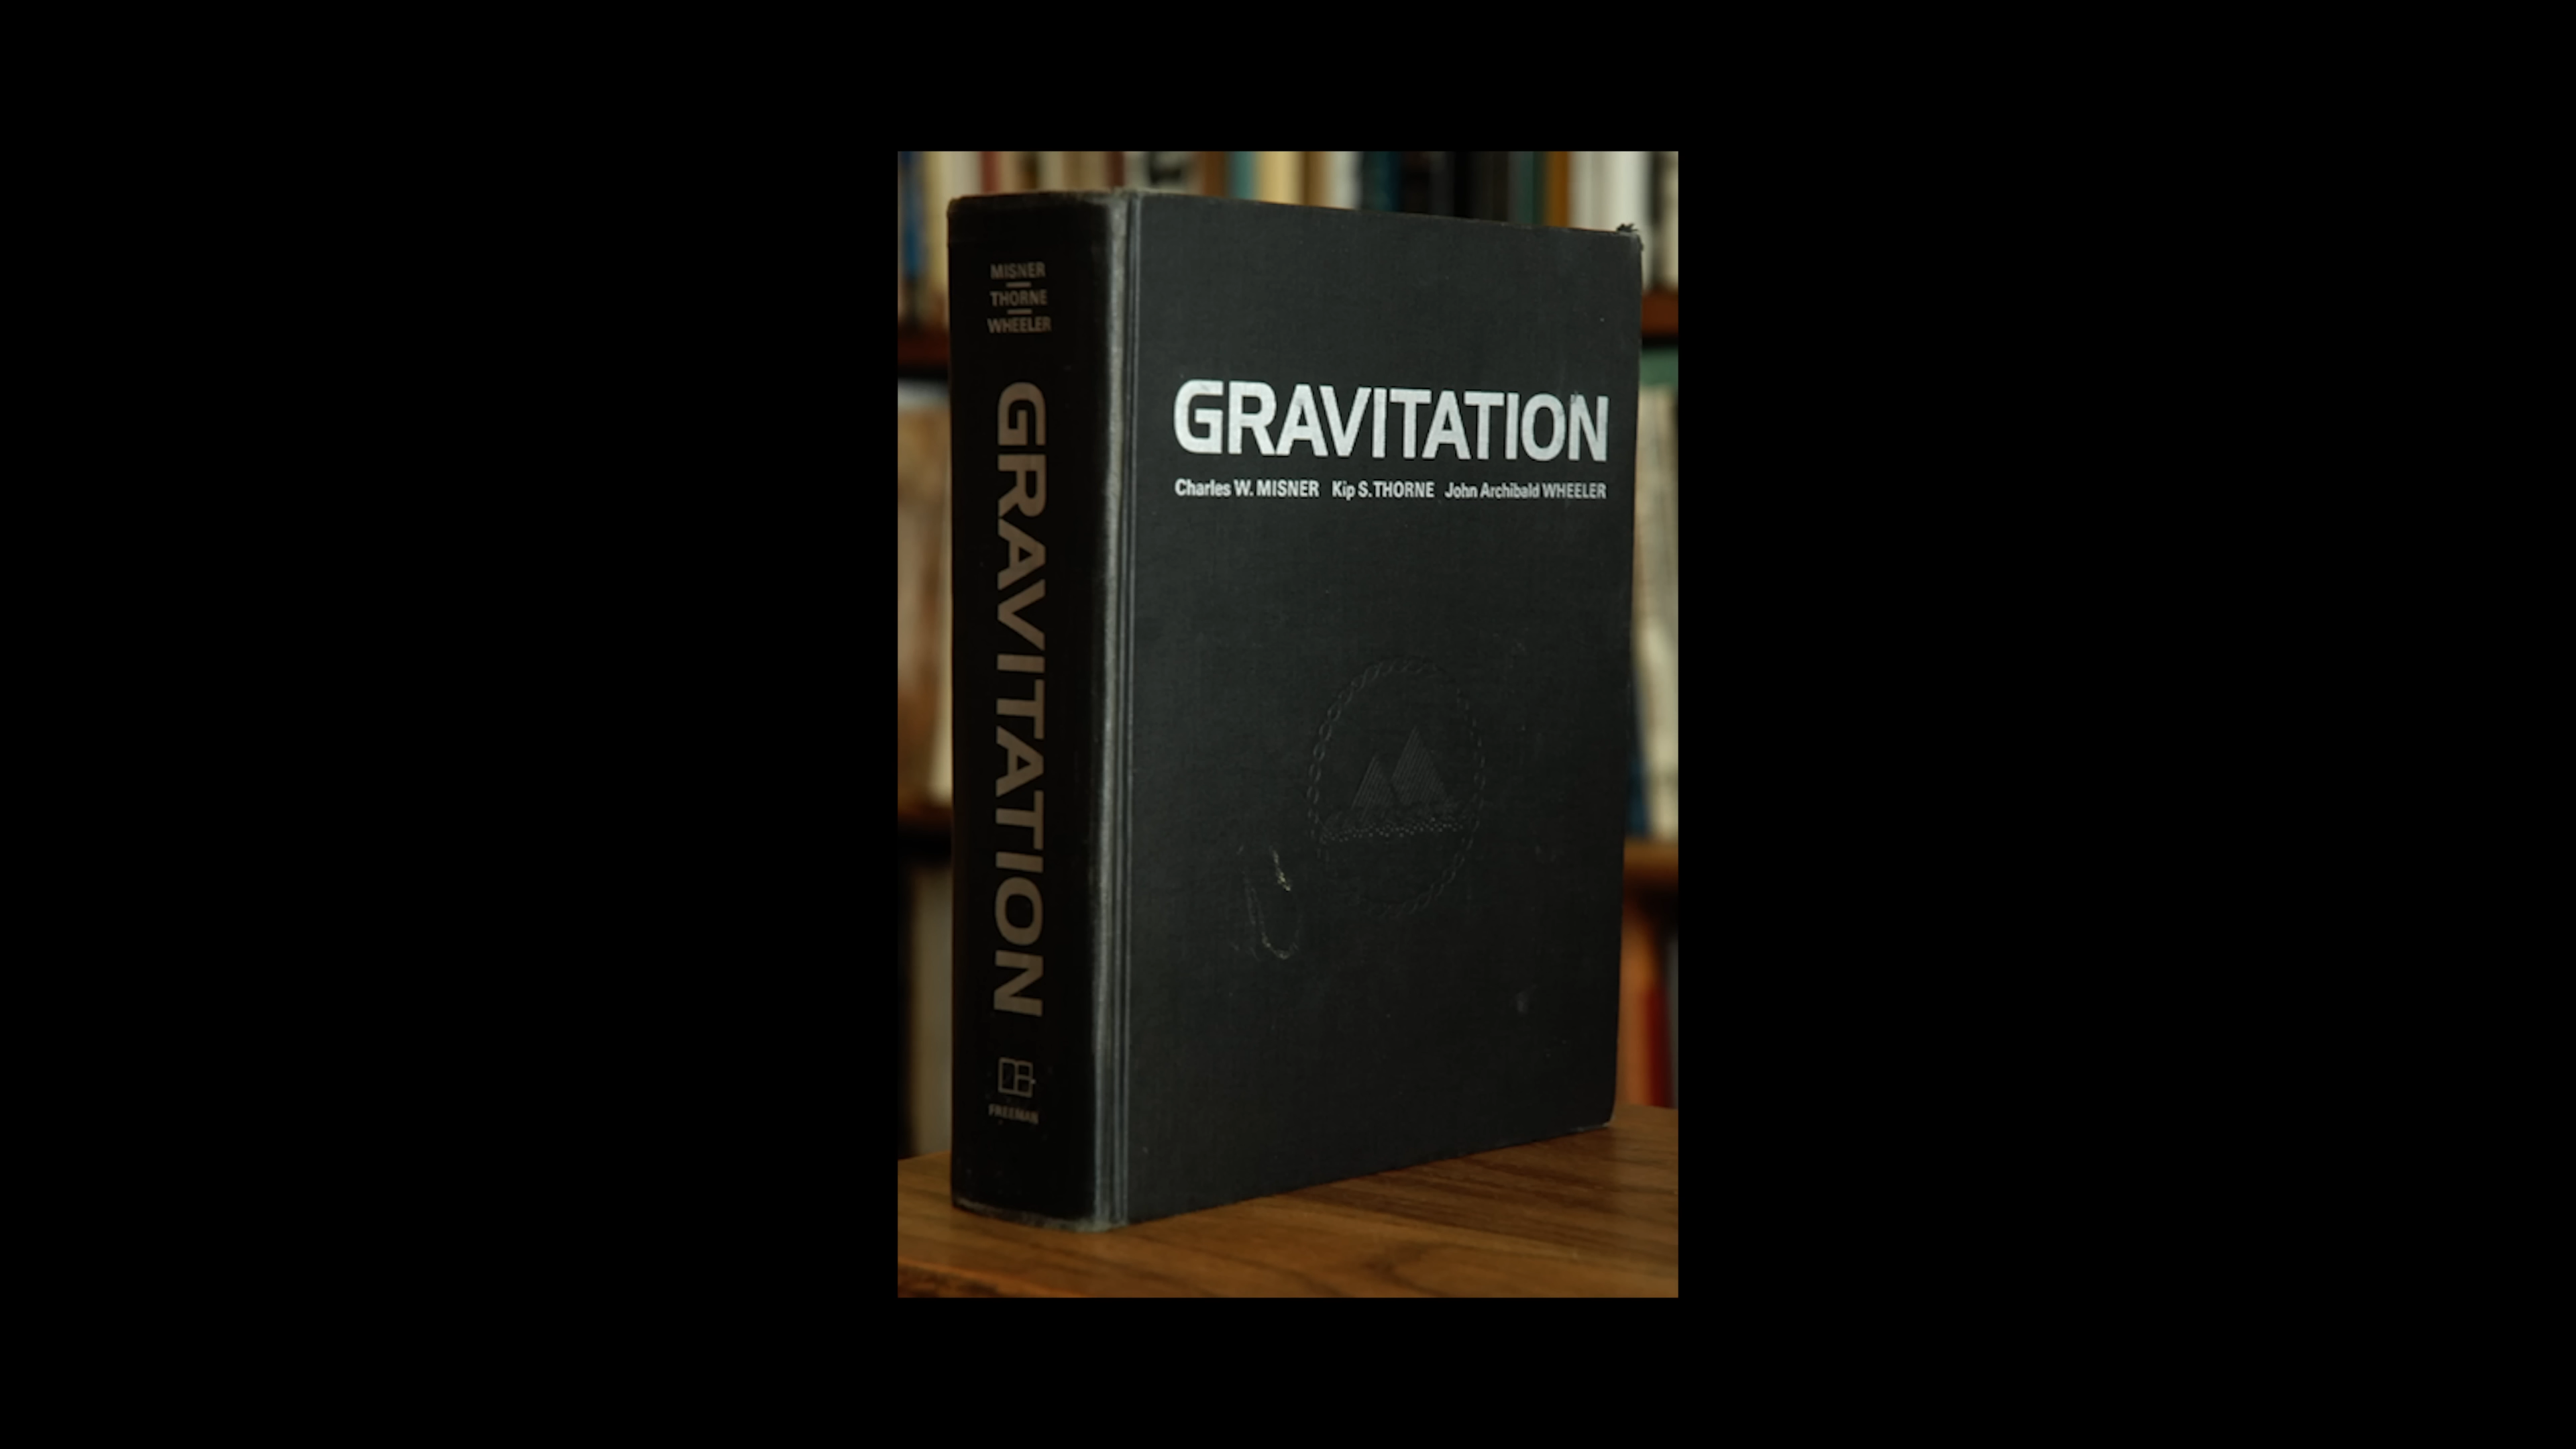 MISNER
THORNE
WHEELER
GRAVITATION
FREEMAN
GRAVITATION
Charles W. MISNER Kip S. THORNE John Archibald WHEELER